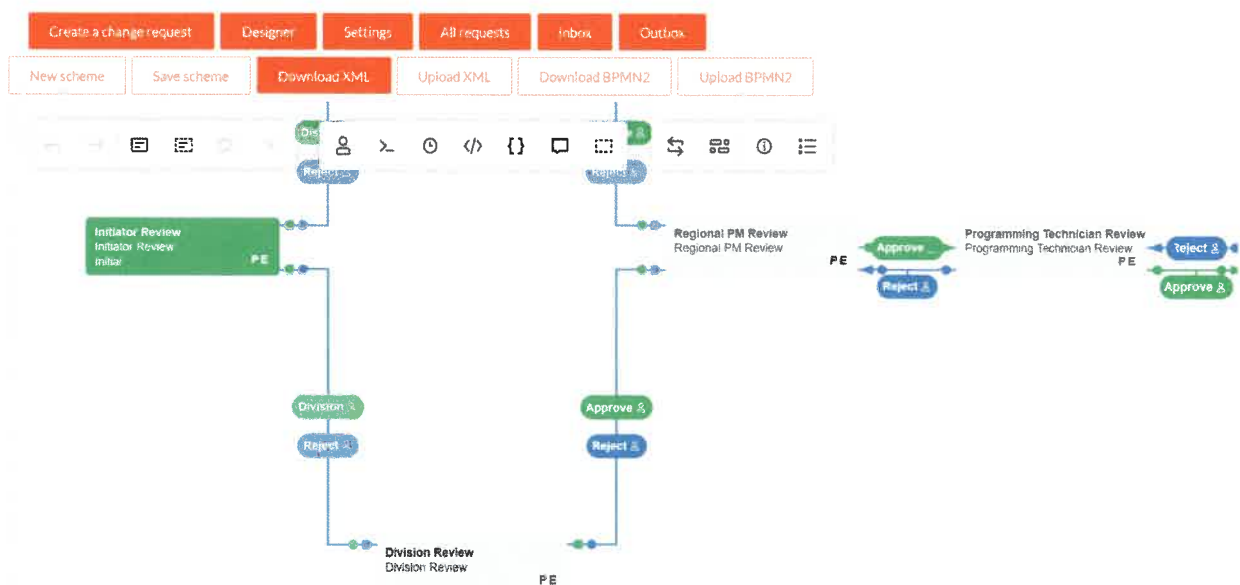 Create a change request Designer Settings All requests Inbox Outbox
New scheme Save scheme Download XML Upload XML Download BPMN2 Upload BPMN2
Reject Reject
Initiator Review
Initiator Review
Initial
PE
Regional PM Review
Regional PM Review
PE
Approve
Reject
Programming Technician Review
Programming Technician Review
PE
Reject
Approve
Division
Reject
Approve
Reject
Division Review
Division Review
PE